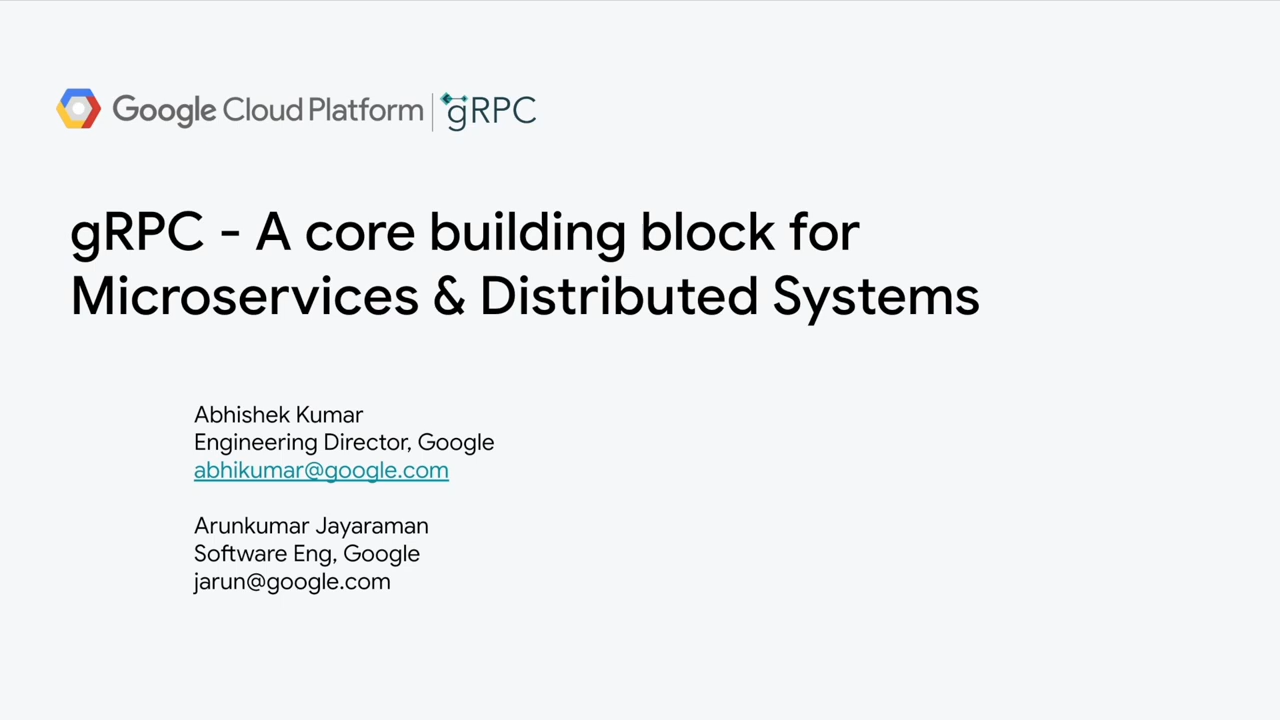 Google Cloud Platform | gRPC
gRPC - A core building block for
Microservices & Distributed Systems
Abhishek Kumar
Engineering Director, Google
abhikumar@google.com
Arunkumar Jayaraman
Software Eng, Google
jarun@google.com